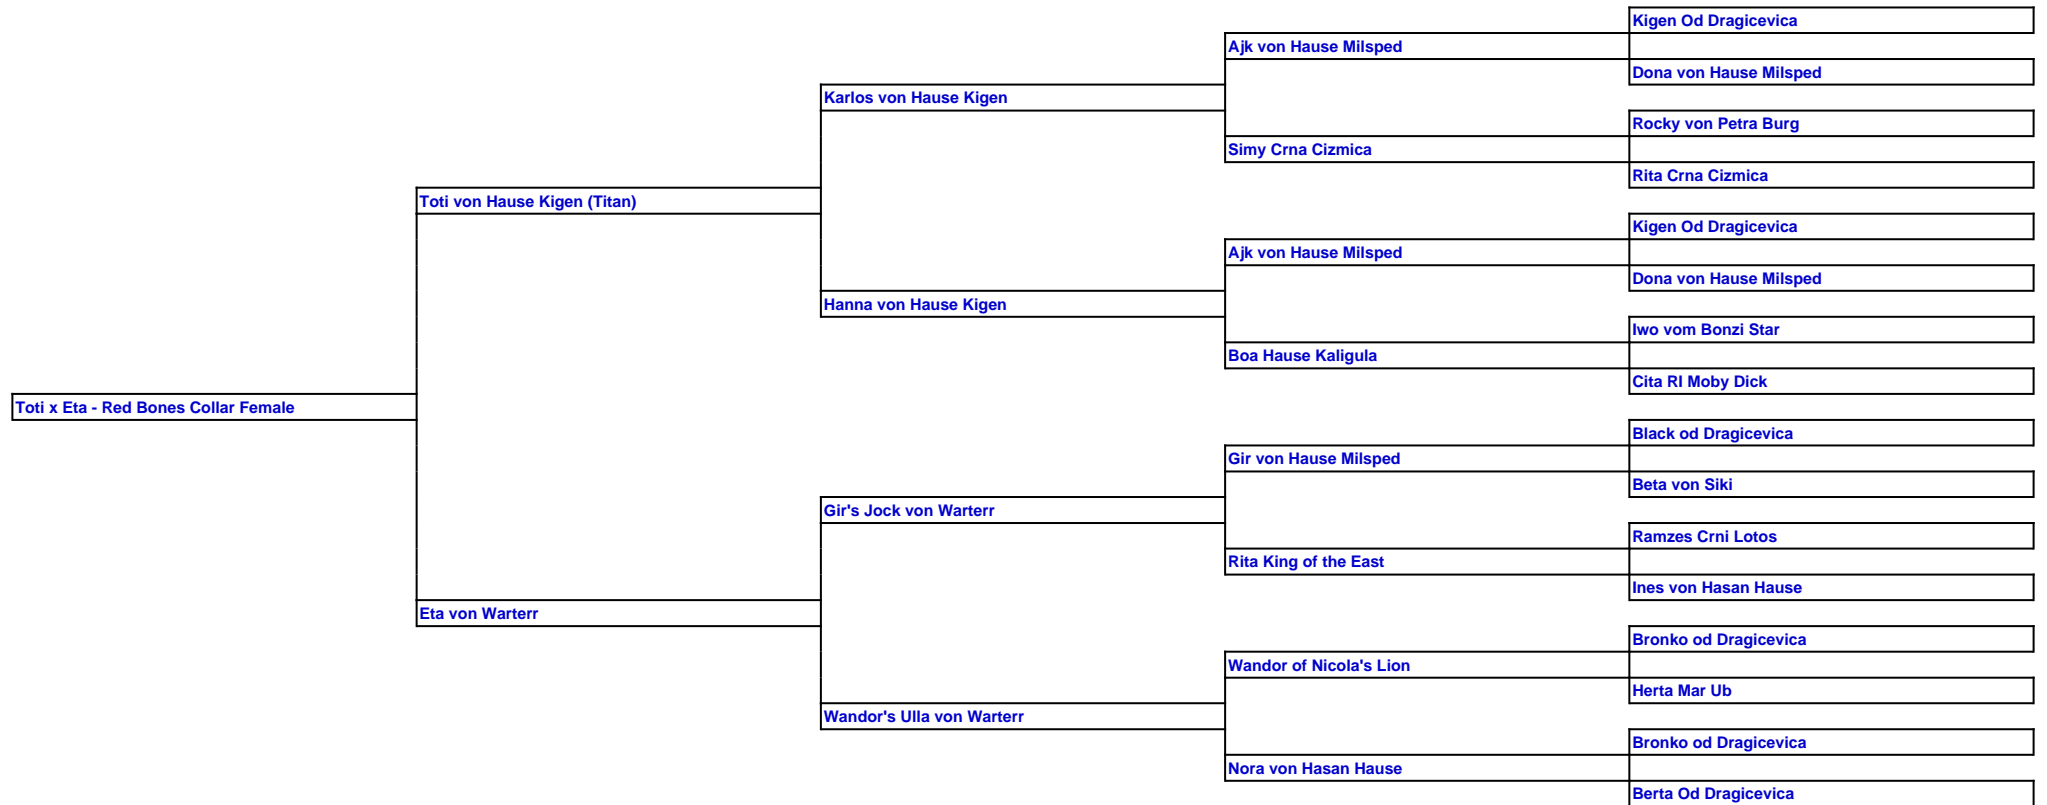 Kigen Od Dragicevica
Ajk von Hause Milsped
Dona von Hause Milsped
Karlos von Hause Kigen
Rocky von Petra Burg
Simy Crna Cizmica
Rita Crna Cizmica
Toti von Hause Kigen (Titan)
Kigen Od Dragicevica
Ajk von Hause Milsped
Dona von Hause Milsped
Hanna von Hause Kigen
Iwo vom Bonzi Star
Boa Hause Kaligula
Cita RI Moby Dick
Toti x Eta - Red Bones Collar Female
Black od Dragicevica
Gir von Hause Milsped
Beta von Siki
Gir's Jock von Warterr
Ramzes Crni Lotos
Rita King of the East
Ines von Hasan Hause
Eta von Warterr
Bronko od Dragicevica
Wandor of Nicola's Lion
Herta Mar Ub
Wandor's Ulla von Warterr
Bronko od Dragicevica
Nora von Hasan Hause
Berta Od Dragicevica